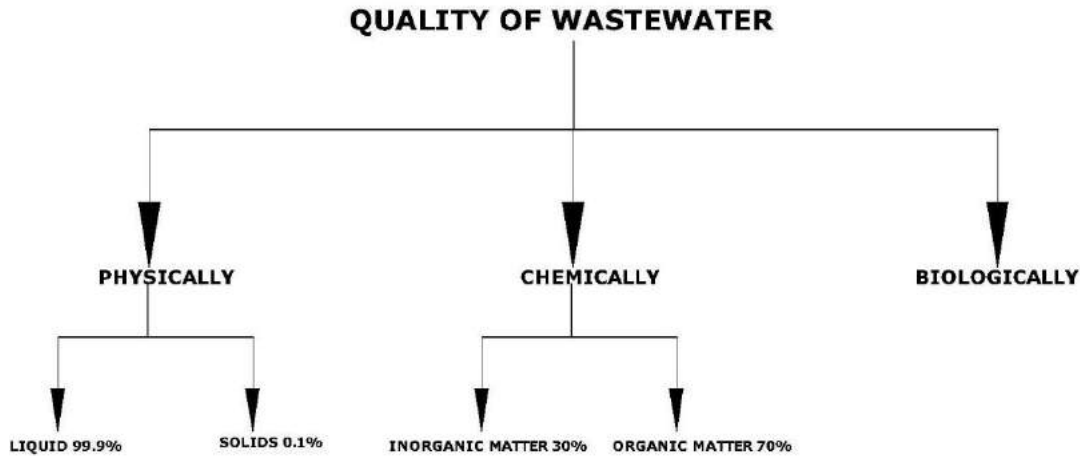 QUALITY OF WASTEWATER
PHYSICALLY
CHEMICALLY
BIOLOGICALLY
LIQUID 99.9%
SOLIDS 0.1%
INORGANIC MATTER 30%
ORGANIC MATTER 70%